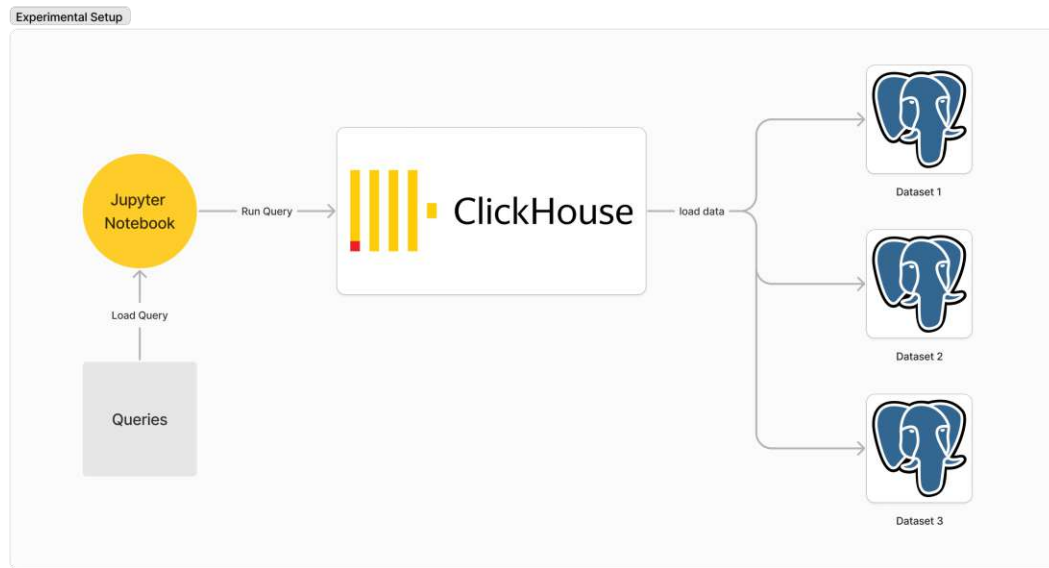 Experimental Setup
Jupyter
Notebook
Run Query
ClickHouse
load data
Dataset 1
Load Query
Dataset 2
Queries
Dataset 3